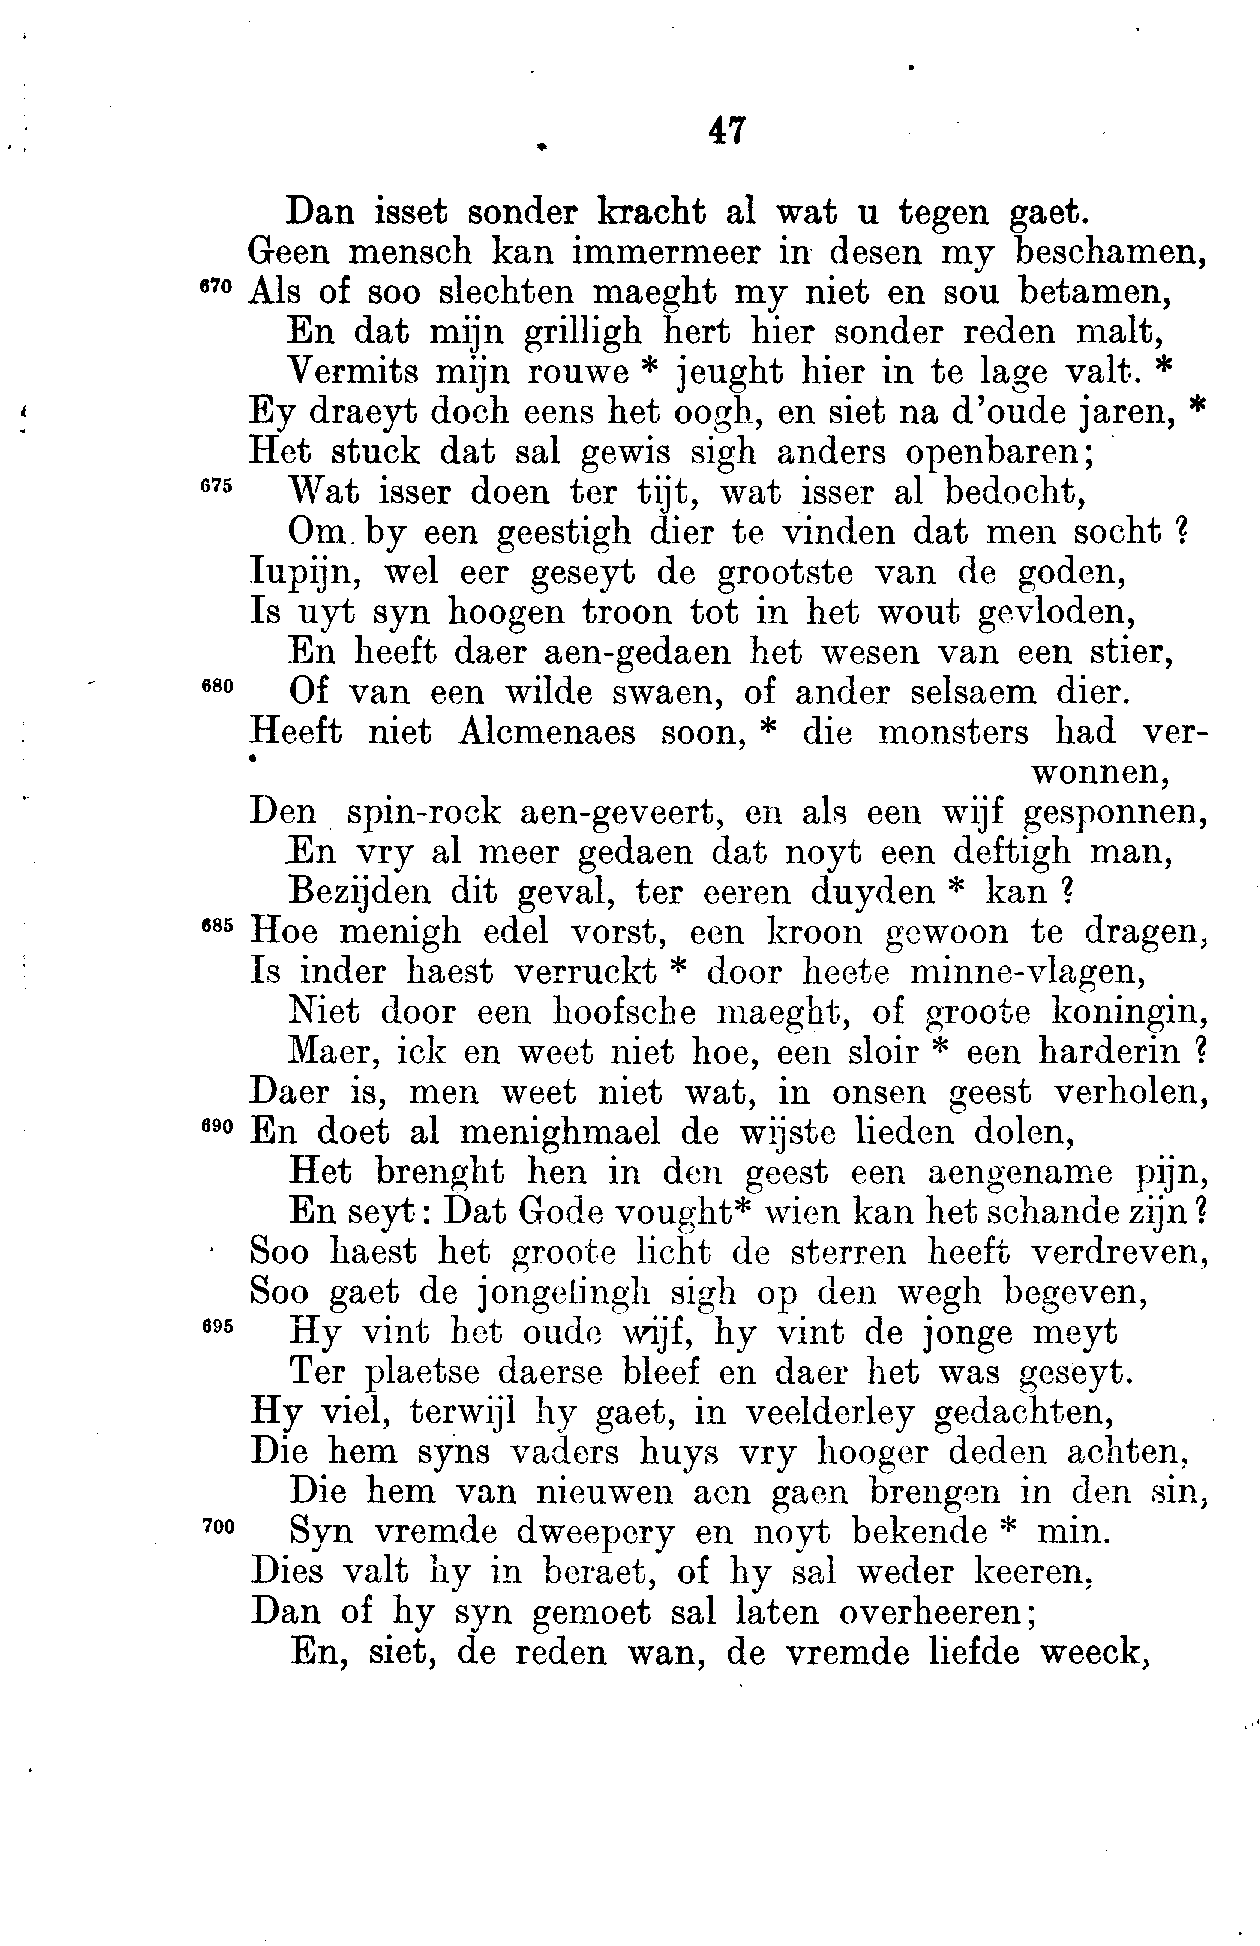 47
Dan isset sonder kracht al wat u tegen gaet.
Geen mensch kan immermeer in desen my beschamen,
670 Als of soo slechten maeght my niet en sou betamen,
En dat mijn grilligh hert hier sonder reden malt,
Vermits mijn rouwe * jeught hier in te lage valt. *
Ey draeyt doch eens het oogh, en siet na d'oude jaren, *
Het stuck dat sal gewis sigh anders openbaren;
675 Wat isser doen ter tijt, wat isser al bedocht,
Om by een geestigh dier te vinden dat men socht ?
Iupijn, wel eer geseyt de grootste van de goden,
Is uyt syn hoogen troon tot in het wout gevloden,
En heeft daer aen-gedaen het wesen van een stier,
680 Of van een wilde swaen, of ander selsaem dier.
Heeft niet Alcmenaes soon, * die monsters had ver-
wonnen,
Den spin-rock aen-geveert, en als een wijf gesponnen,
En vry al meer gedaen dat noyt een deftigh man,
Bezijden dit geval, ter eeren duyden * kan ?
685 Hoe menigh edel vorst, een kroon gewoon te dragen,
Is inder haest verruckt * door heete minne-vlagen,
Niet door een hoofsche maeght, of groote koningin,
Maer, ick en weet niet hoe, een sloir * een harderin ?
Daer is, men weet niet wat, in onsen geest verholen,
690 En doet al menighmael de wijste lieden dolen,
Het brenght hen in den geest een aengename pijn,
En seyt: Dat Gode vought* wien kan het schande zijn?
Soo haest het groote licht de sterren heeft verdreven,
Soo gaet de jongelingh sigh op den wegh begeven,
695 Hy vint het oude wijf, hy vint de jonge meyt
Ter plaetse daerse bleef en daer het was geseyt.
Hy viel, terwijl hy gaet, in veelderley gedachten,
Die hem syns vaders huys vry hooger deden achten,
Die hem van nieuwen aen gaen brengen in den sin,
700 Syn vremde dweepery en noyt bekende * min.
Dies valt hy in beraet, of hy sal weder keeren,
Dan of hy syn gemoet sal laten overheeren;
En, siet, de reden wan, de vremde liefde weeck,